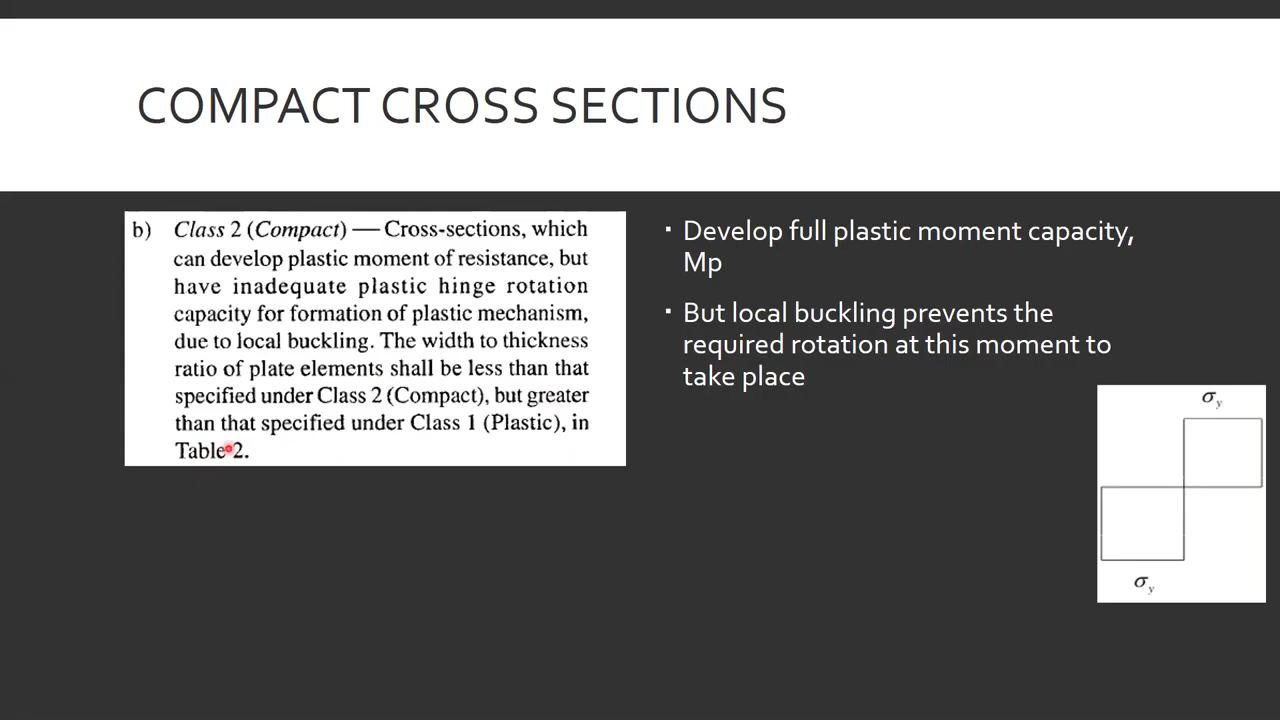 COMPACT CROSS SECTIONS
b) Class 2 (Compact) — Cross-sections, which
can develop plastic moment of resistance, but
have inadequate plastic hinge rotation
capacity for formation of plastic mechanism,
due to local buckling. The width to thickness
ratio of plate elements shall be less than that
specified under Class 2 (Compact), but greater
than that specified under Class 1 (Plastic), in
Table 2.
▪ Develop full plastic moment capacity,
Mp
▪ But local buckling prevents the
required rotation at this moment to
take place
σy
σy